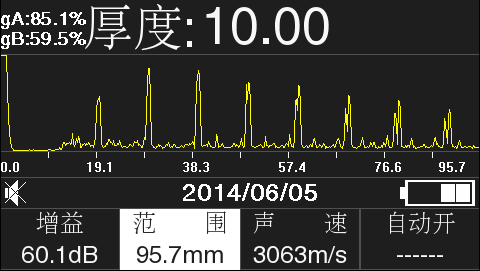 gA:85.1%
gB:59.5%
厚度:10.00
0.0 19.1 38.3 57.4 76.6 95.7
2014/06/05
增益 范围 声速 自动开
60.1dB 95.7mm 3063m/s ------